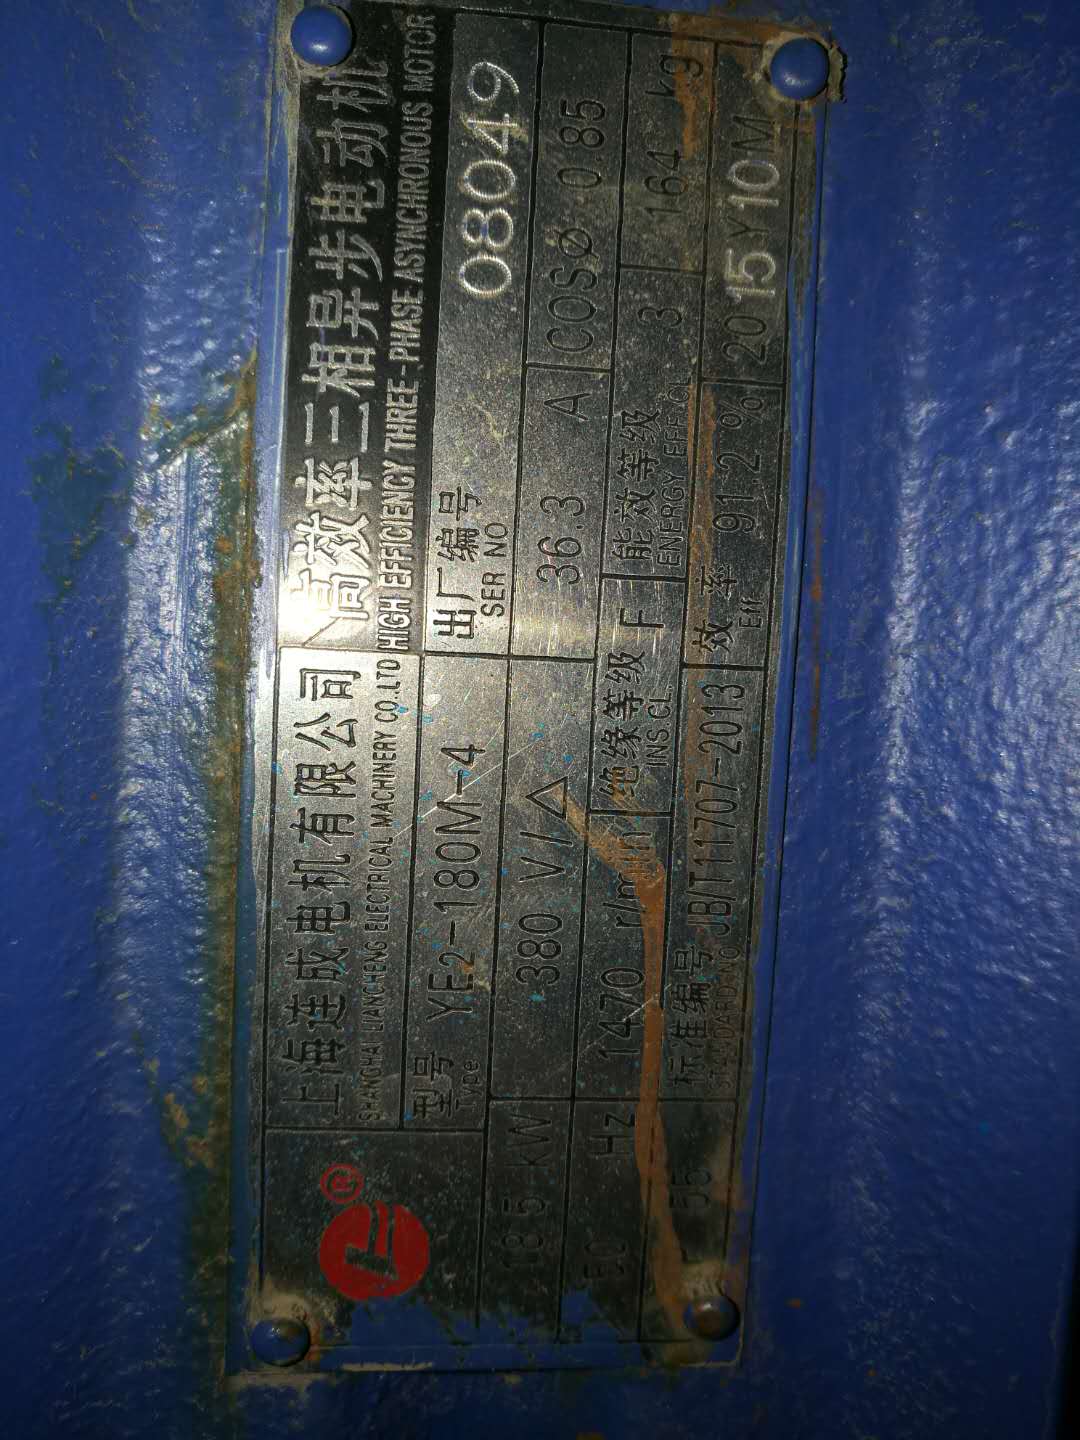 上海连成电机有限公司
SHANGHAI LIANCHENG ELECTRICAL MACHINERY CO.,LTD
高效率三相异步电动机
HIGH EFFICIENCY THREE-PHASE ASYNCHRONOUS MOTOR
®
型号 YE2-180M-4
Type
出厂编号 08049
SER NO
18.5 kW 380 V/△ 36.3 A COSØ 0.85
Hz 1470 r/min 绝缘等级 F 能效等级 3 164 kg
INS.CL. ENERGY EFF.CL
IP55 标准编号 JB/T11707-2013 效率 91.2% 2015Y10M
STANDARD NO Eff